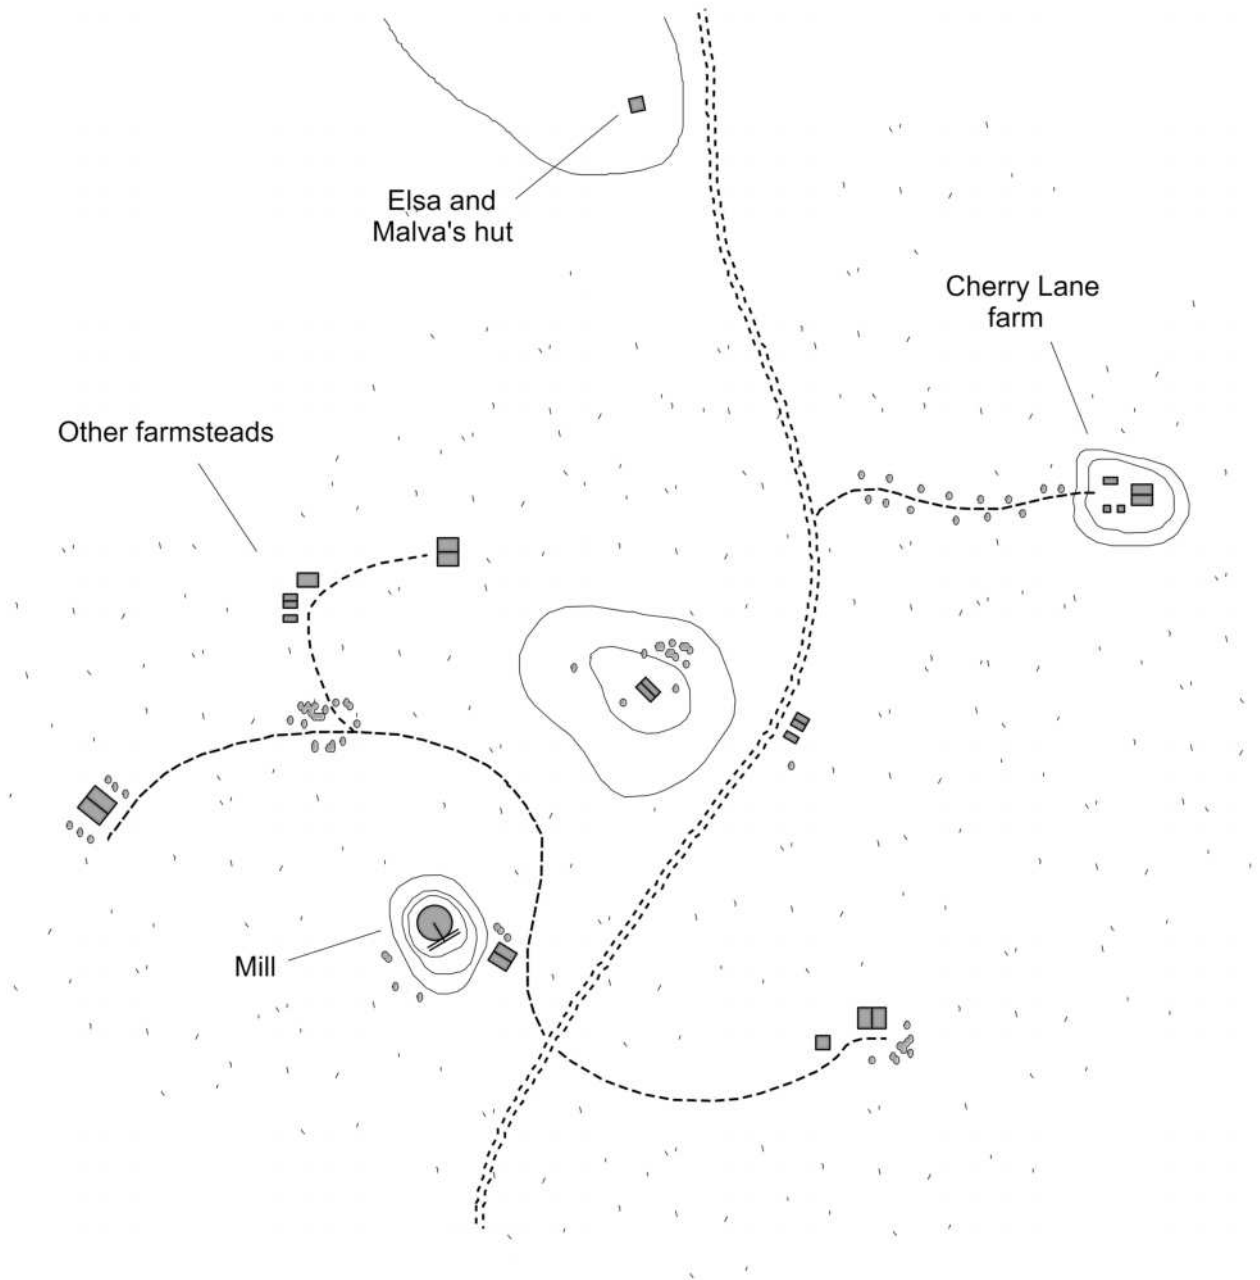 Elsa and
Malva's hut
Cherry Lane
farm
Other farmsteads
Mill